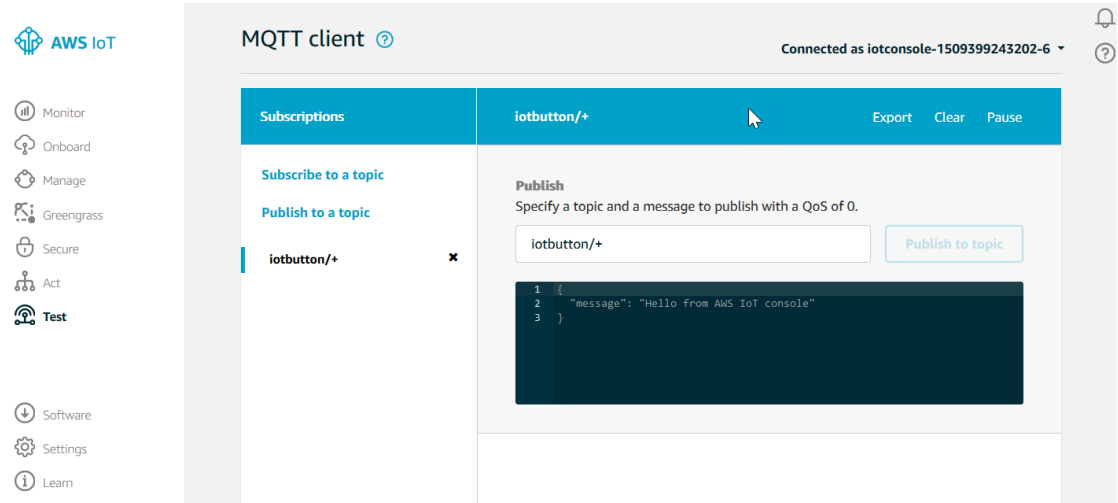 AWS IoT
Monitor
Onboard
Manage
Greengrass
Secure
Act
Test
Software
Settings
Learn
MQTT client ?
Connected as iotconsole-1509399243202-6
Subscriptions
Subscribe to a topic
Publish to a topic
iotbutton/+
iotbutton/+
Export Clear Pause
Publish
Specify a topic and a message to publish with a QoS of 0.
iotbutton/+
Publish to topic
1 {
2 "message": "Hello from AWS IoT console"
3 }